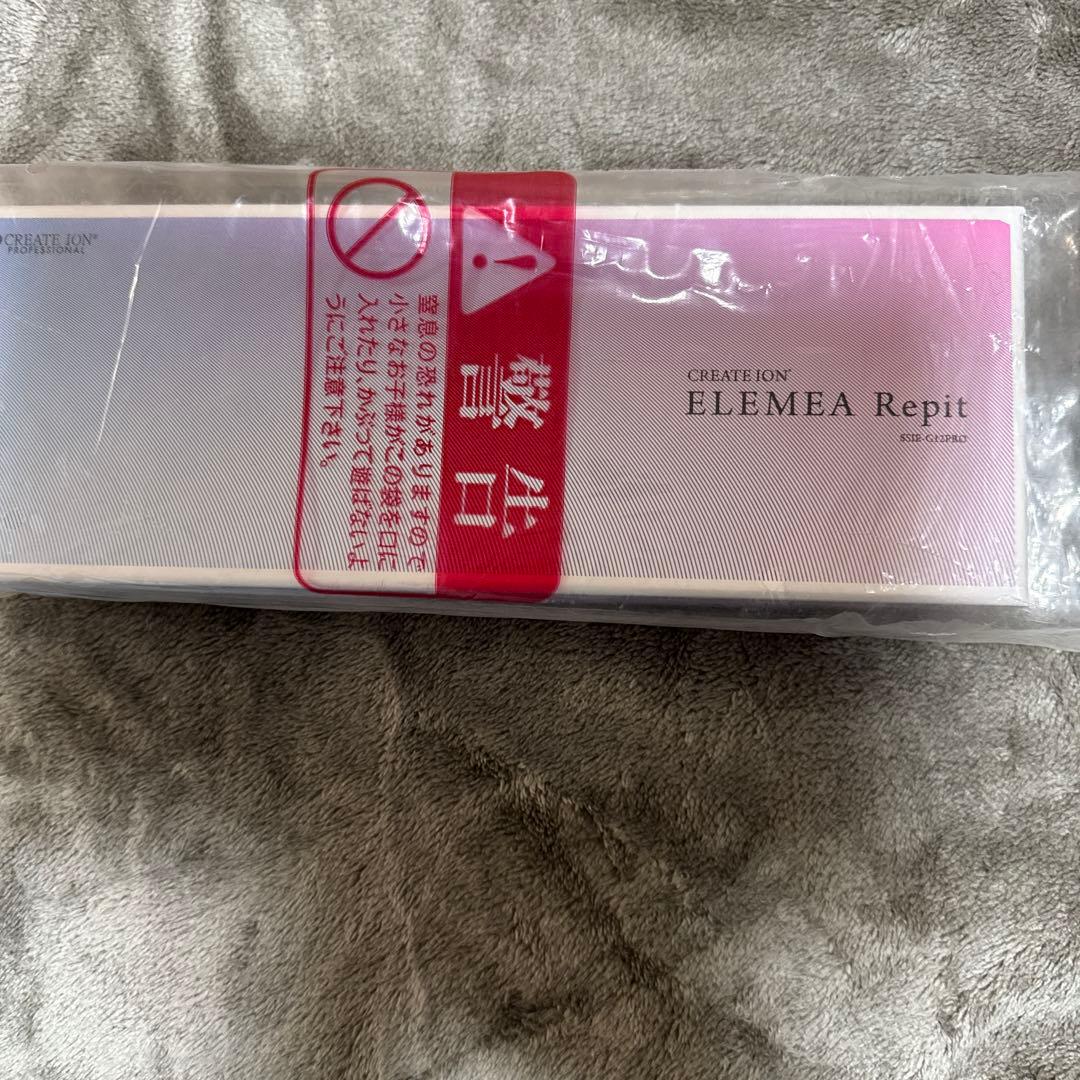 CREATE ION®
PROFESSIONAL
警告
窒息の恐れがありますので
小さなお子様がこの袋を口に
入れたり、かぶって遊ばないよ
うにご注意下さい。
CREATE ION®
ELEMEA Repit
SSIR-G12PRO